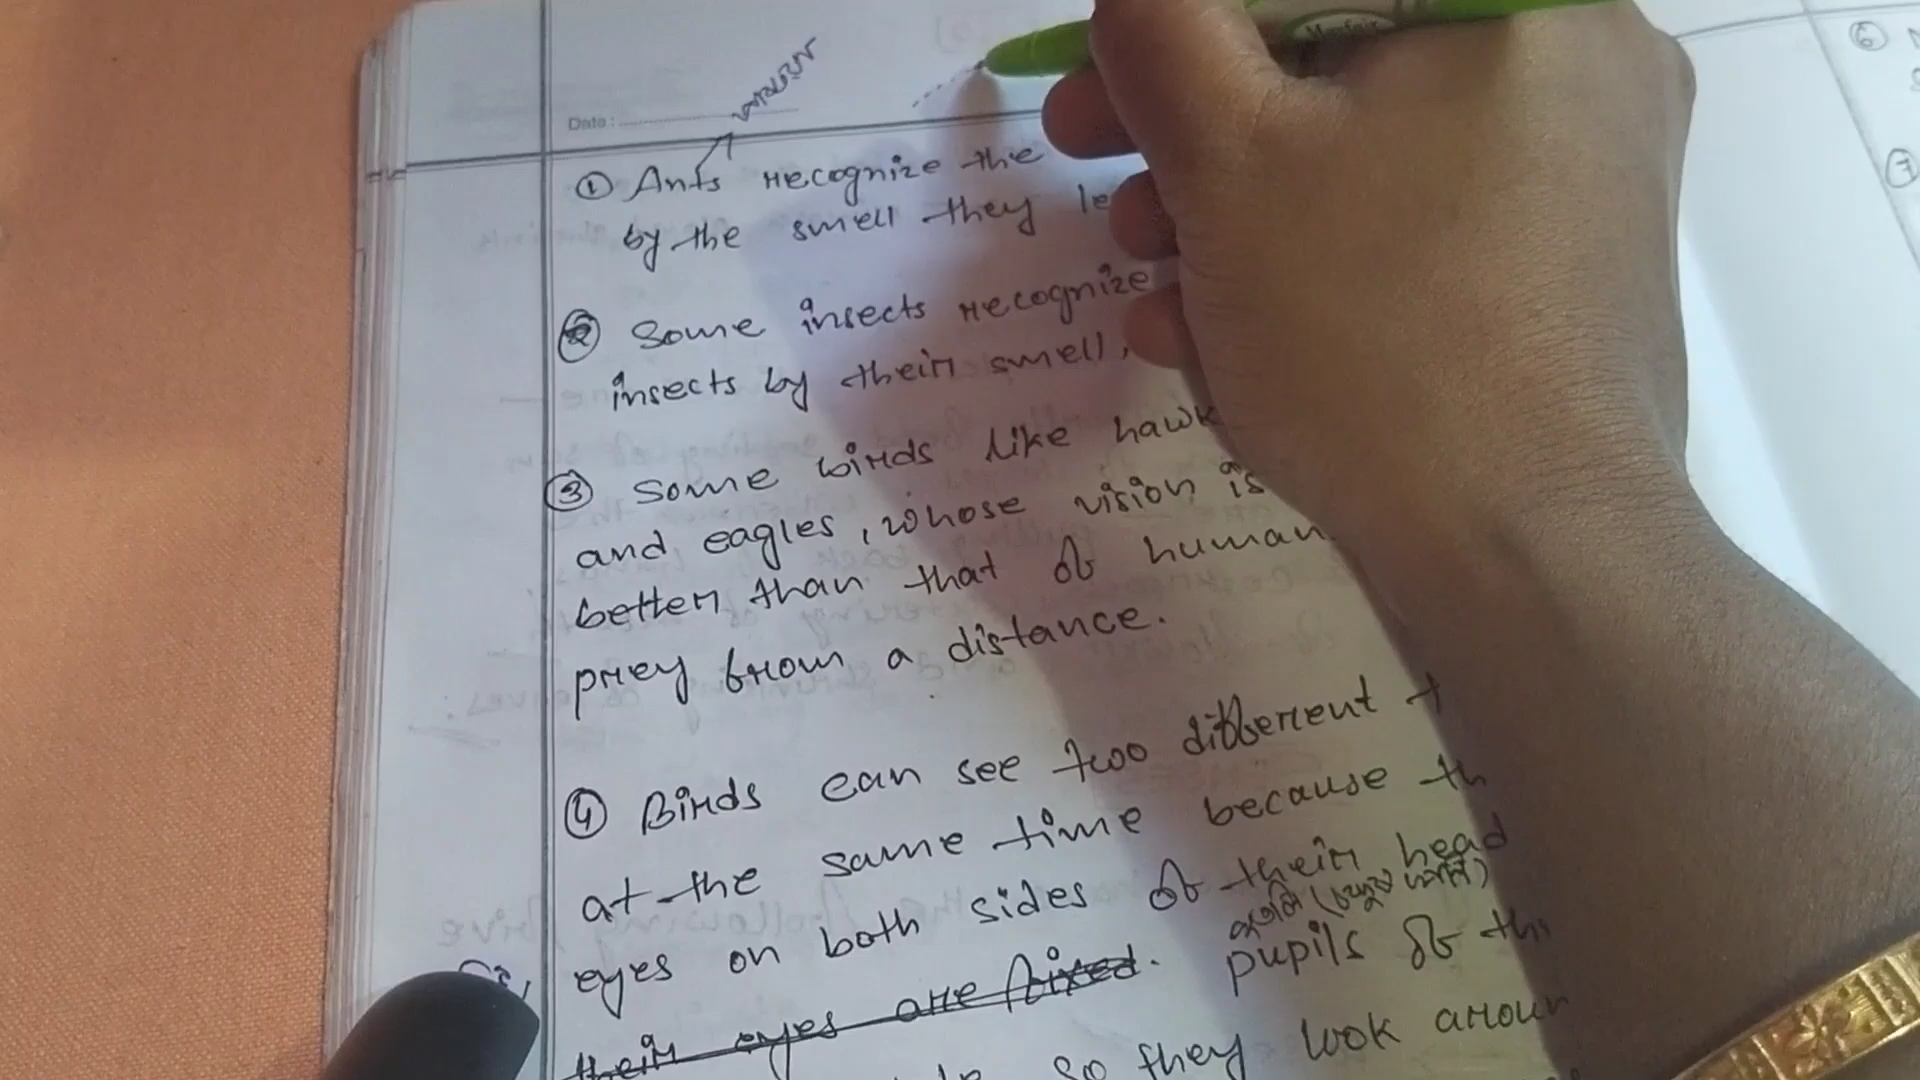 Date :
① Ants recognize the
by the smell they le
② Some insects recognize
insects by their smell,
③ Some birds like hawk
and eagles, whose vision is
better than that of human
prey from a distance.
④ Birds can see two different t
at the same time because th
eyes on both sides of their head
pupils of th
their eyes are fixed.
so they look aroun
⑥
⑦